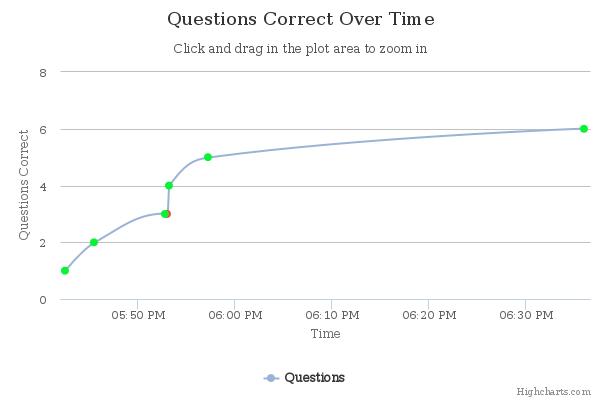 Questions Correct Over Time
Click and drag in the plot area to zoom in
Questions Correct
8
6
4
2
0
05:50 PM 06:00 PM 06:10 PM 06:20 PM 06:30 PM
Time
Questions
Highcharts.com